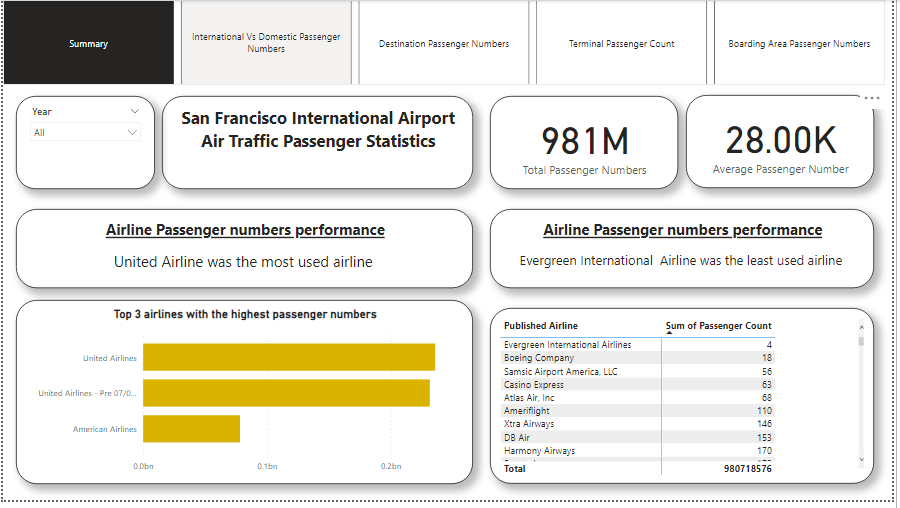 Summary
International Vs Domestic Passenger
Numbers
Destination Passenger Numbers
Terminal Passenger Count
Boarding Area Passenger Numbers
Year
All
San Francisco International Airport
Air Traffic Passenger Statistics
981M
Total Passenger Numbers
28.00K
Average Passenger Number
Airline Passenger numbers performance
United Airline was the most used airline
Airline Passenger numbers performance
Evergreen International  Airline was the least used airline
Top 3 airlines with the highest passenger numbers
United Airlines
United Airlines - Pre 07/0...
American Airlines
0.0bn 0.1bn 0.2bn
Published Airline Sum of Passenger Count
Evergreen International Airlines 4
Boeing Company 18
Samsic Airport America, LLC 56
Casino Express 63
Atlas Air, Inc 68
Ameriflight 110
Xtra Airways 146
DB Air 153
Harmony Airways 170
Total 980718576